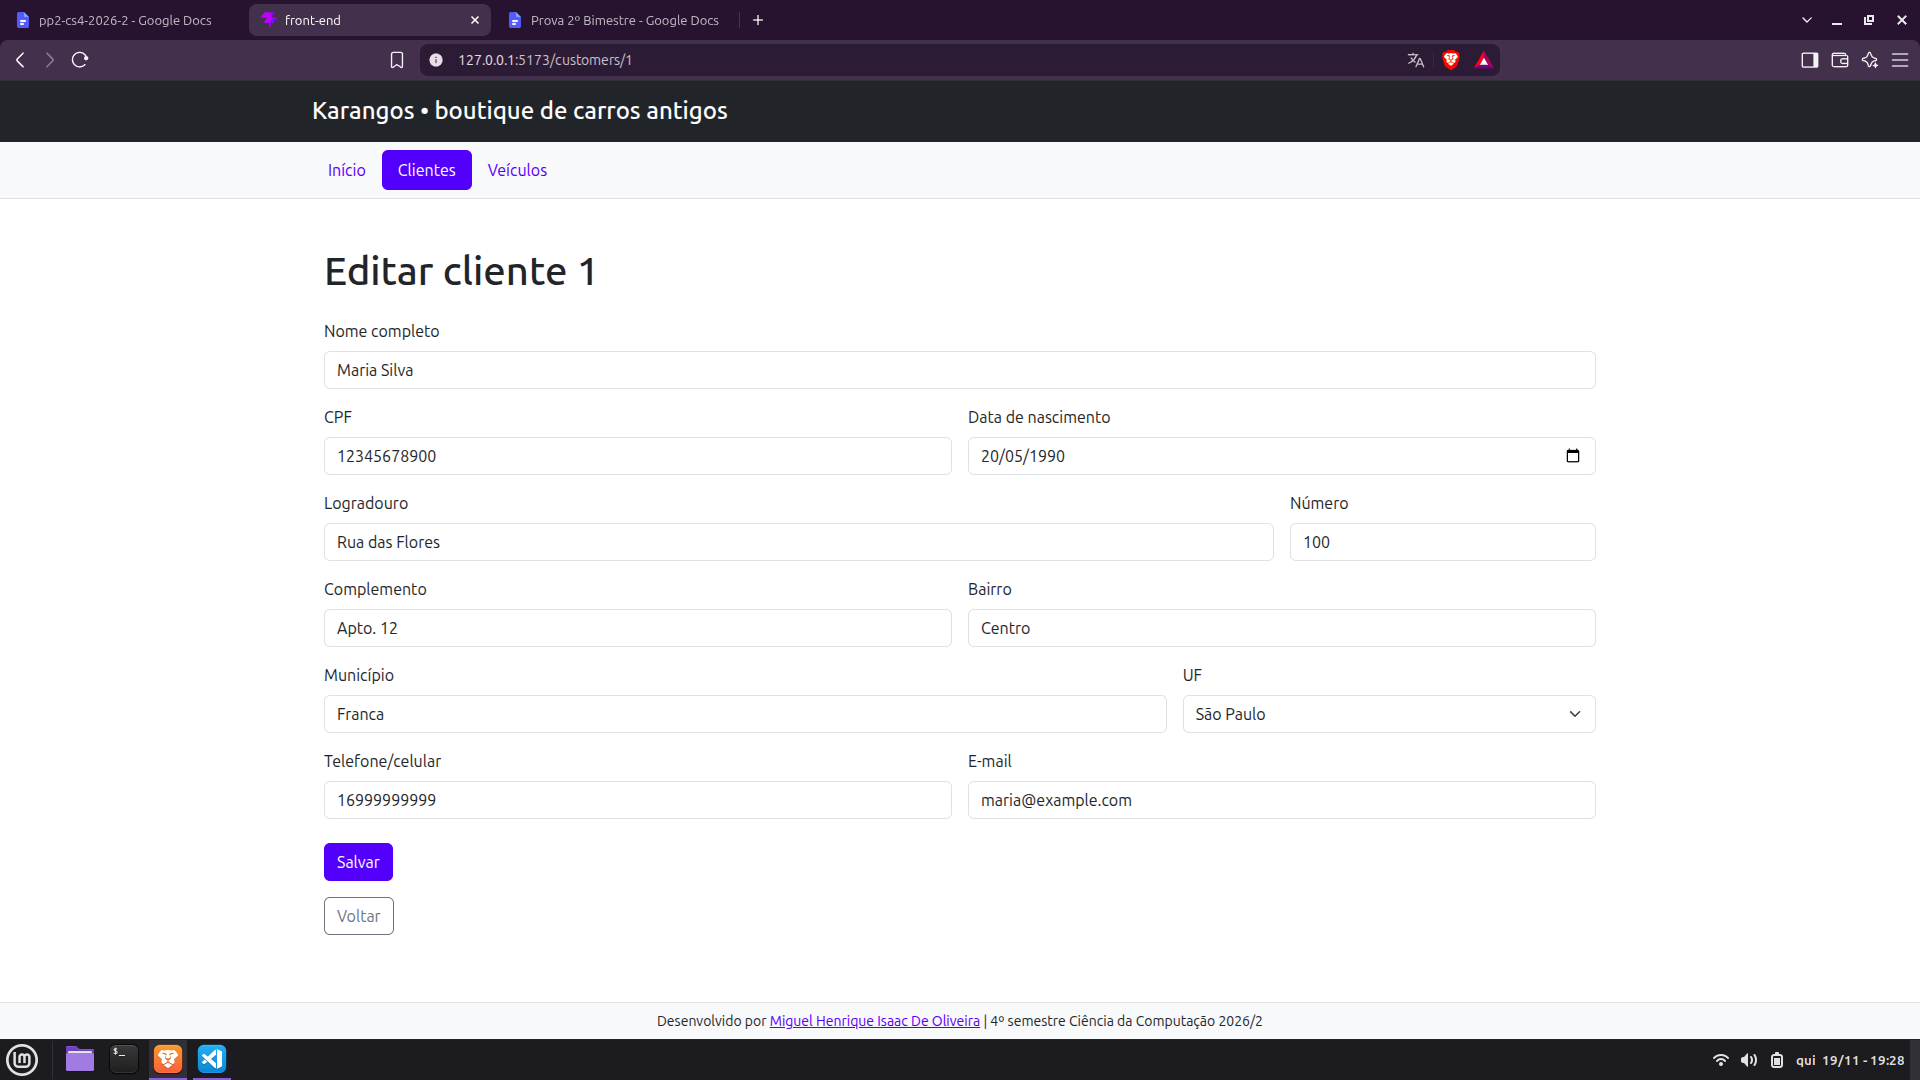 pp2-cs4-2026-2 - Google Docs
front-end
Prova 2º Bimestre - Google Docs
127.0.0.1:5173/customers/1
Karangos • boutique de carros antigos
Início Clientes Veículos
Editar cliente 1
Nome completo
Maria Silva
CPF Data de nascimento
12345678900 20/05/1990
Logradouro Número
Rua das Flores 100
Complemento Bairro
Apto. 12 Centro
Município UF
Franca São Paulo
Telefone/celular E-mail
16999999999 maria@example.com
Salvar
Voltar
Desenvolvido por Miguel Henrique Isaac De Oliveira | 4º semestre Ciência da Computação 2026/2
qui 19/11 - 19:28